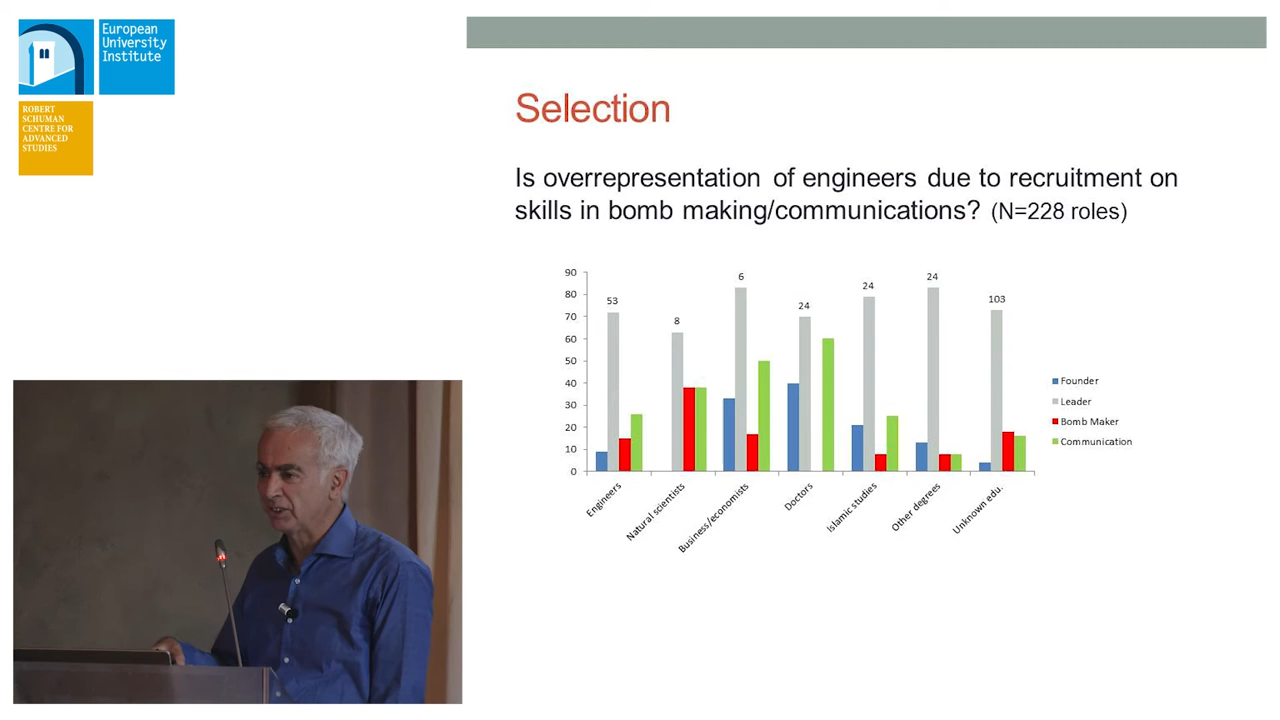 European
University
Institute
ROBERT
SCHUMAN
CENTRE FOR
ADVANCED
STUDIES
Selection
Is overrepresentation of engineers due to recruitment on
skills in bomb making/communications? (N=228 roles)
90
80
70
60
50
40
30
20
10
0
53
8
6
24
24
24
103
Engineers
Natural scientists
Business/economists
Doctors
Islamic studies
Other degrees
Unknown edu.
Founder
Leader
Bomb Maker
Communication